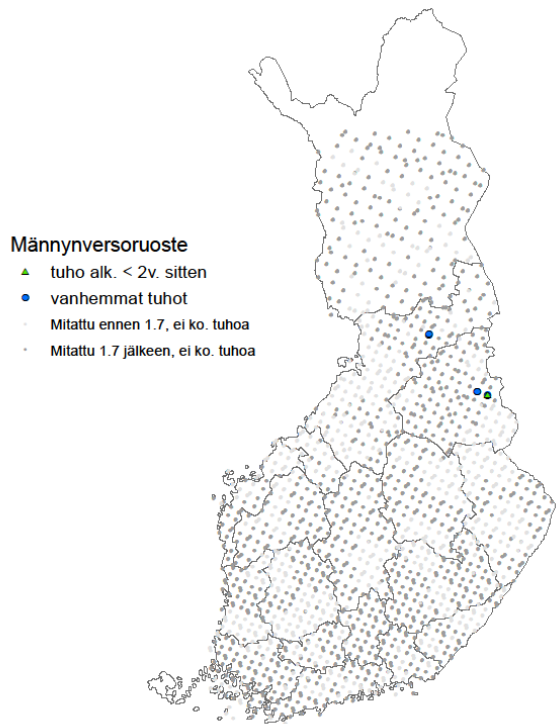 Männynversoruoste
tuho alk. < 2v. sitten
vanhemmat tuhot
Mitattu ennen 1.7, ei ko. tuhoa
Mitattu 1.7 jälkeen, ei ko. tuhoa